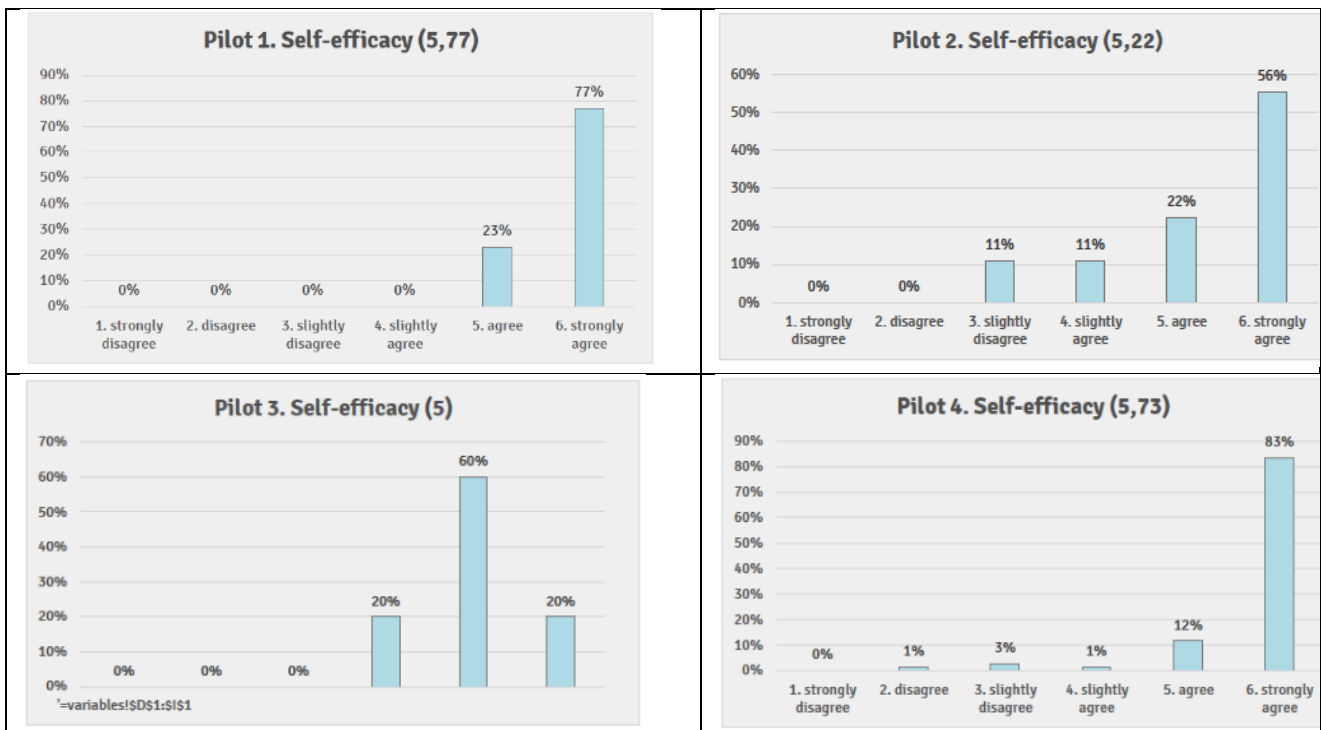 Pilot 1. Self-efficacy (5,77)
90%
80%
70%
60%
50%
40%
30%
20%
10%
0%
0%
0%
0%
0%
23%
77%
1. strongly disagree
2. disagree
3. slightly disagree
4. slightly agree
5. agree
6. strongly agree
Pilot 2. Self-efficacy (5,22)
60%
50%
40%
30%
20%
10%
0%
0%
0%
11%
11%
22%
56%
1. strongly disagree
2. disagree
3. slightly disagree
4. slightly agree
5. agree
6. strongly agree
Pilot 3. Self-efficacy (5)
70%
60%
50%
40%
30%
20%
10%
0%
0%
0%
0%
20%
60%
20%
'=variables!$D$1:$I$1
Pilot 4. Self-efficacy (5,73)
90%
80%
70%
60%
50%
40%
30%
20%
10%
0%
0%
1%
3%
1%
12%
83%
1. strongly disagree
2. disagree
3. slightly disagree
4. slightly agree
5. agree
6. strongly agree